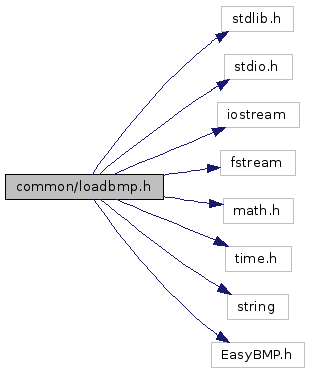 stdlib.h
stdio.h
iostream
fstream
common/loadbmp.h
math.h
time.h
string
EasyBMP.h